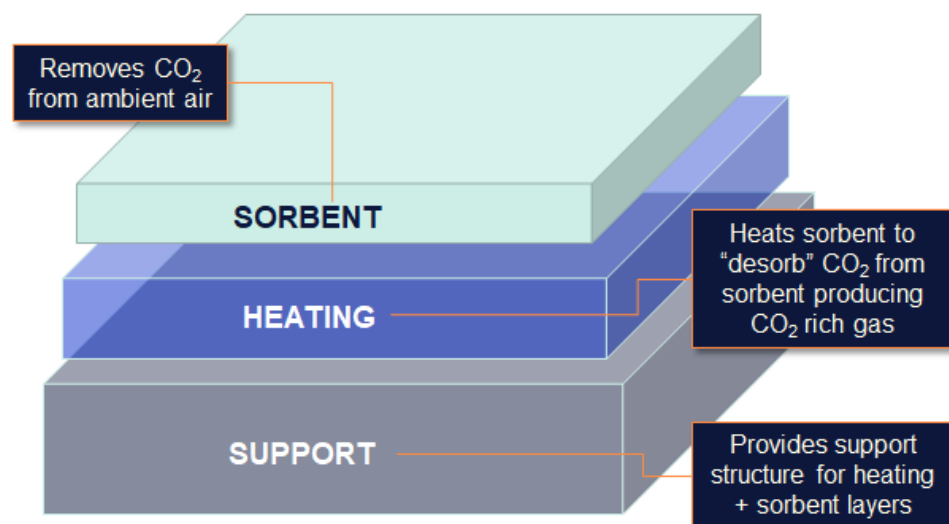 Removes CO₂
from ambient air
SORBENT
Heats sorbent to
“desorb” CO₂ from
sorbent producing
CO₂ rich gas
HEATING
SUPPORT
Provides support
structure for heating
+ sorbent layers